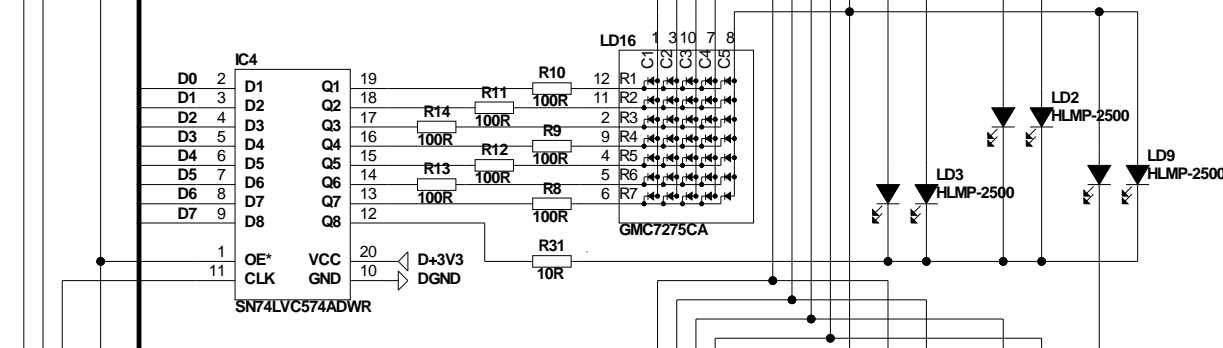 LD16
1 3 10 7 8
C1 C2 C3 C4 C5
IC4
D0 2 D1 Q1 19 R10 100R 12 R1
D1 3 D2 Q2 18 R11 100R 11 R2
D2 4 D3 Q3 17 R14 100R 2 R3
D3 5 D4 Q4 16 R9 100R 9 R4
D4 6 D5 Q5 15 R12 100R 4 R5
D5 7 D6 Q6 14 R13 100R 5 R6
D6 8 D7 Q7 13 R8 100R 6 R7
D7 9 D8 Q8 12
GMC7275CA
R31
10R
1 OE* VCC 20 D+3V3
11 CLK GND 10 DGND
SN74LVC574ADWR
LD2
HLMP-2500
LD9
HLMP-2500
LD3
HLMP-2500